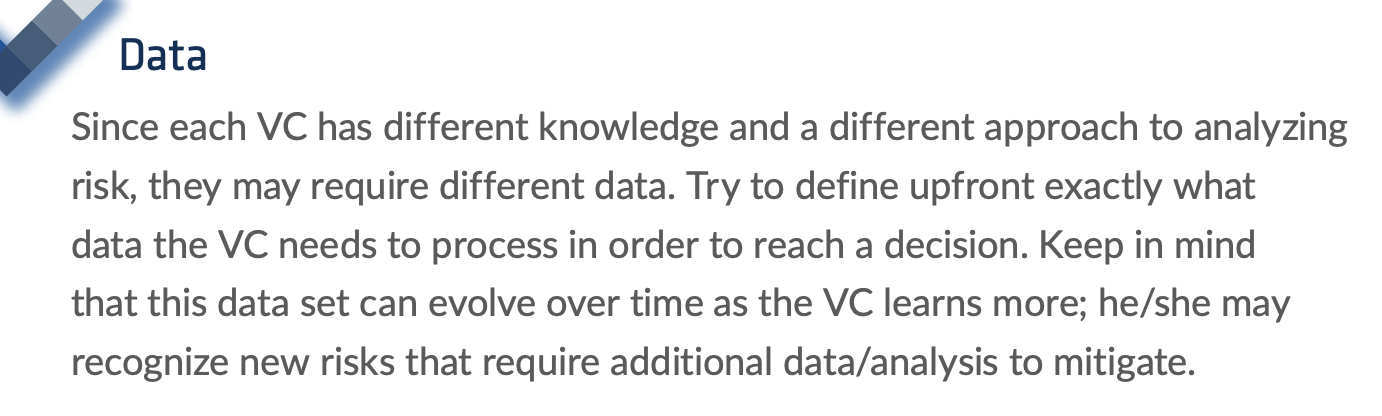 Data
Since each VC has different knowledge and a different approach to analyzing
risk, they may require different data. Try to define upfront exactly what
data the VC needs to process in order to reach a decision. Keep in mind
that this data set can evolve over time as the VC learns more; he/she may
recognize new risks that require additional data/analysis to mitigate.